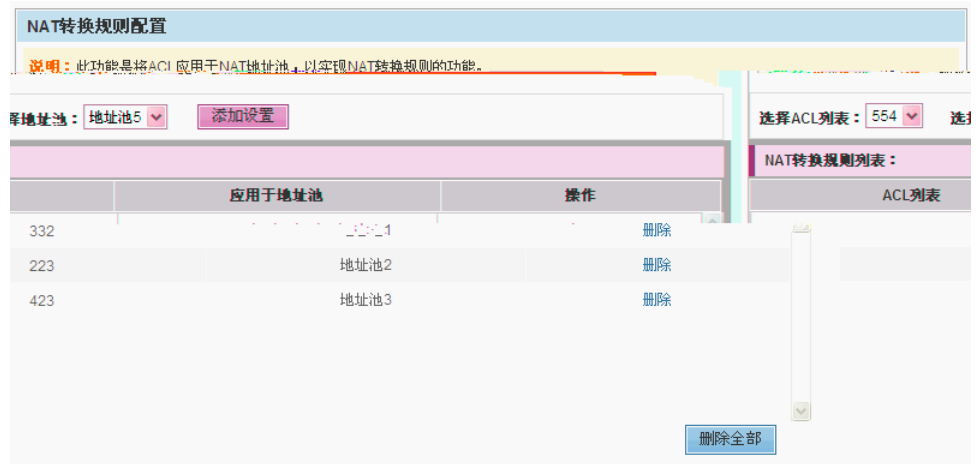 NAT转换规则配置
说明：此功能是将ACL应用于NAT地址池，以实现NAT转换规则的功能。
择地址池： 地址池5 添加设置 选择ACL列表： 554
NAT转换规则列表：
应用于地址池 操作 ACL列表
332 删除
223 地址池2 删除
423 地址池3 删除
删除全部